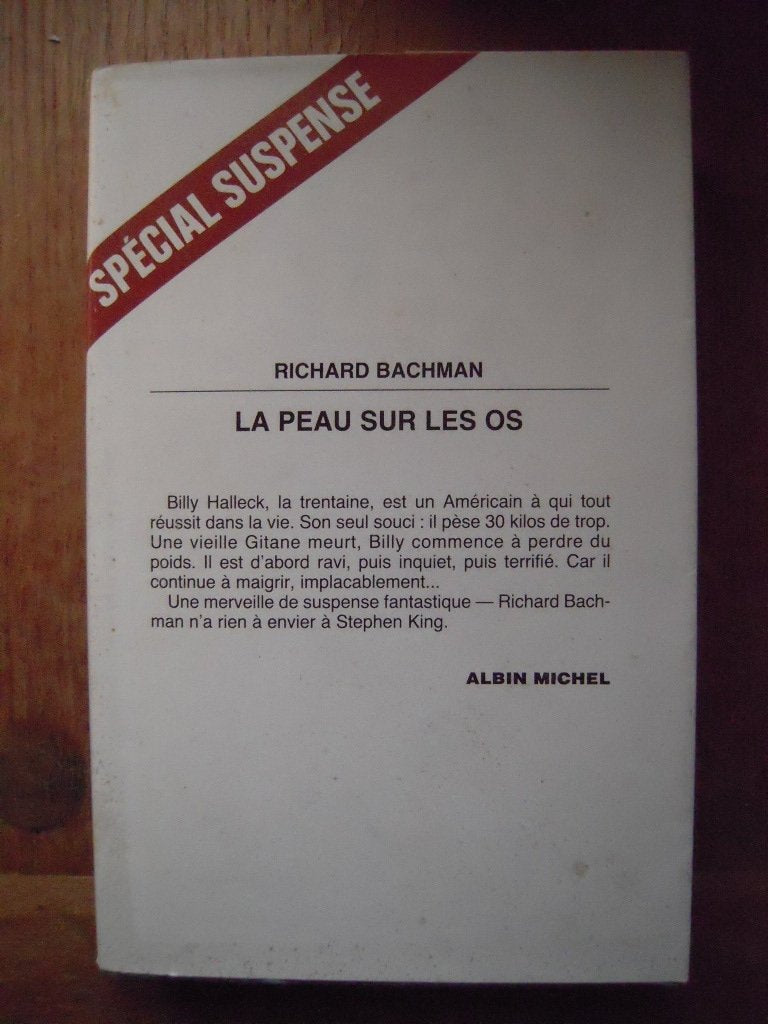 SPÉCIAL SUSPENSE
RICHARD BACHMAN
LA PEAU SUR LES OS
Billy Halleck, la trentaine, est un Américain à qui tout
réussit dans la vie. Son seul souci : il pèse 30 kilos de trop.
Une vieille Gitane meurt, Billy commence à perdre du
poids. Il est d'abord ravi, puis inquiet, puis terrifié. Car il
continue à maigrir, implacablement...
Une merveille de suspense fantastique — Richard Bach-
man n'a rien à envier à Stephen King.
ALBIN MICHEL